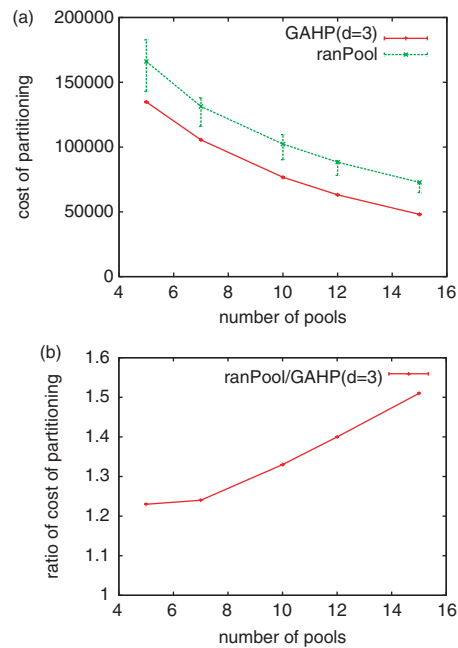 (a)
GAHP(d=3)
ranPool
200000
150000
100000
50000
0
cost of partitioning
4 6 8 10 12 14 16
number of pools
(b)
ranPool/GAHP(d=3)
1.6
1.5
1.4
1.3
1.2
1.1
1
ratio of cost of partitioning
4 6 8 10 12 14 16
number of pools